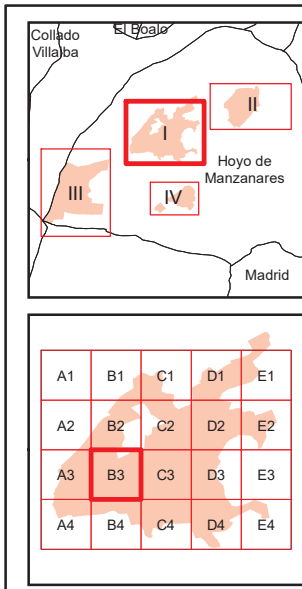 Collado
Villalba
El Boalo
I
II
Hoyo de
Manzanares
III
IV
Madrid
A1 B1 C1 D1 E1
A2 B2 C2 D2 E2
A3 B3 C3 D3 E3
A4 B4 C4 D4 E4